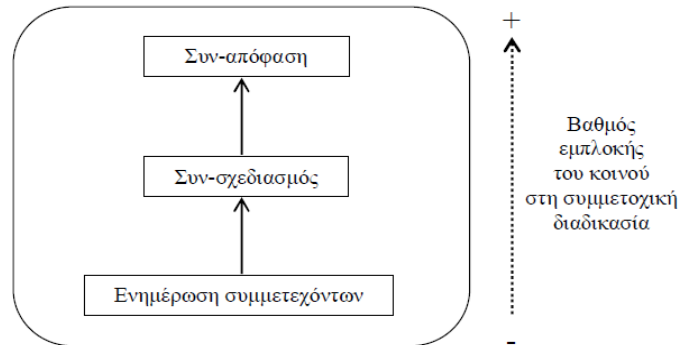 Συν-απόφαση
Συν-σχεδιασμός
Ενημέρωση συμμετεχόντων
+
Βαθμός
εμπλοκής
του κοινού
στη συμμετοχική
διαδικασία
-